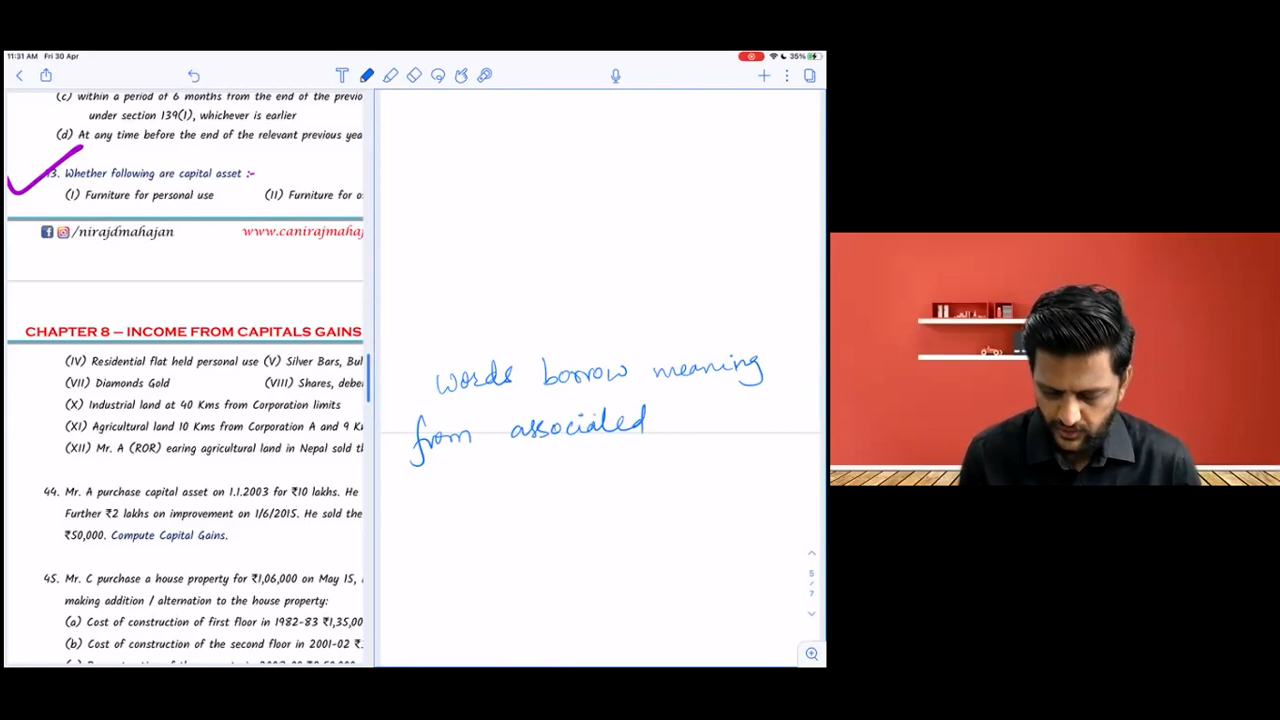 11:31 AM Fri 30 Apr
35%
(c) within a period of 6 months from the end of the previo
under section 139(1), whichever is earlier
(d) At any time before the end of the relevant previous yea
43. Whether following are capital asset :-
(I) Furniture for personal use (II) Furniture for o
/nirajdmahajan www.canirajmahaj
CHAPTER 8 – INCOME FROM CAPITALS GAINS
(IV) Residential flat held personal use (V) Silver Bars, Bul
(VII) Diamonds Gold (VIII) Shares, debe
(X) Industrial land at 40 Kms from Corporation limits
(XI) Agricultural land 10 Kms from Corporation A and 9 K
(XII) Mr. A (ROR) earing agricultural land in Nepal sold th
44. Mr. A purchase capital asset on 1.1.2003 for ₹10 lakhs. He
Further ₹2 lakhs on improvement on 1/6/2015. He sold the
₹50,000. Compute Capital Gains.
45. Mr. C purchase a house property for ₹1,06,000 on May 15,
making addition / alternation to the house property:
(a) Cost of construction of first floor in 1982-83 ₹1,35,00
(b) Cost of construction of the second floor in 2001-02 ₹
words borrow meaning
from associated
5
/
7